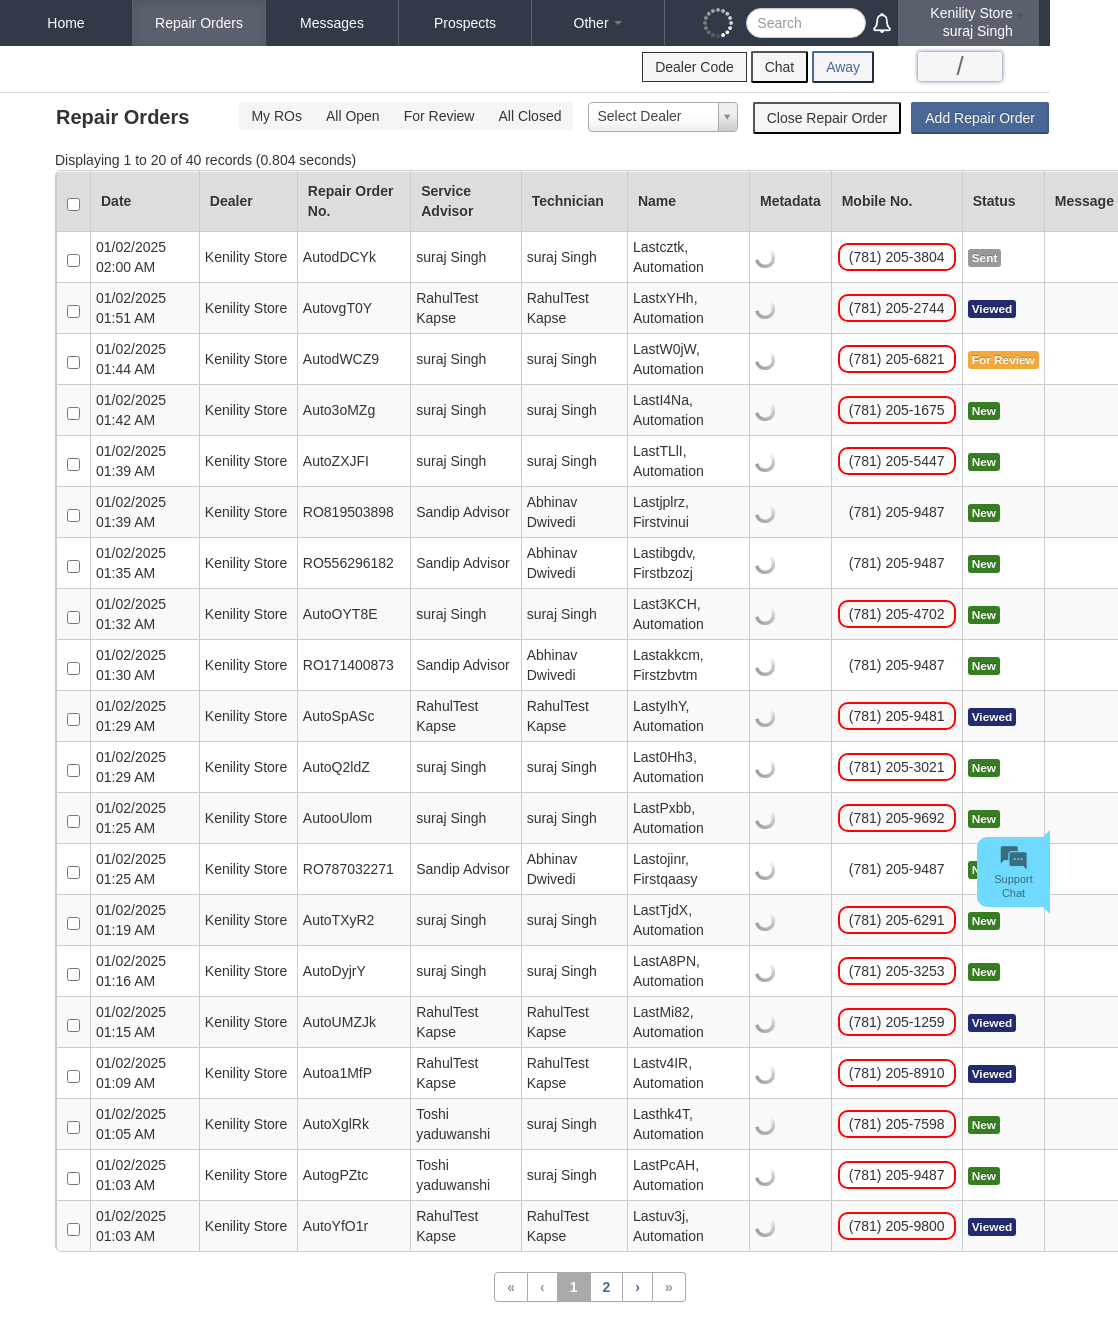 Home Repair Orders Messages Prospects Other Search Kenility Store
suraj Singh
Dealer Code Chat Away /
Repair Orders My ROs All Open For Review All Closed Select Dealer Close Repair Order Add Repair Order
Displaying 1 to 20 of 40 records (0.804 seconds)
Date Dealer Repair Order No. Service Advisor Technician Name Metadata Mobile No. Status Message
01/02/2025 02:00 AM Kenility Store AutodDCYk suraj Singh suraj Singh Lastcztk, Automation (781) 205-3804 Sent
01/02/2025 01:51 AM Kenility Store AutovgT0Y RahulTest Kapse RahulTest Kapse LastxYHh, Automation (781) 205-2744 Viewed
01/02/2025 01:44 AM Kenility Store AutodWCZ9 suraj Singh suraj Singh LastW0jW, Automation (781) 205-6821 For Review
01/02/2025 01:42 AM Kenility Store Auto3oMZg suraj Singh suraj Singh LastI4Na, Automation (781) 205-1675 New
01/02/2025 01:39 AM Kenility Store AutoZXJFI suraj Singh suraj Singh LastTLlI, Automation (781) 205-5447 New
01/02/2025 01:39 AM Kenility Store RO819503898 Sandip Advisor Abhinav Dwivedi Lastjplrz, Firstvinui (781) 205-9487 New
01/02/2025 01:35 AM Kenility Store RO556296182 Sandip Advisor Abhinav Dwivedi Lastibgdv, Firstbzozj (781) 205-9487 New
01/02/2025 01:32 AM Kenility Store AutoOYT8E suraj Singh suraj Singh Last3KCH, Automation (781) 205-4702 New
01/02/2025 01:30 AM Kenility Store RO171400873 Sandip Advisor Abhinav Dwivedi Lastakkcm, Firstzbvtm (781) 205-9487 New
01/02/2025 01:29 AM Kenility Store AutoSpASc RahulTest Kapse RahulTest Kapse LastyIhY, Automation (781) 205-9481 Viewed
01/02/2025 01:29 AM Kenility Store AutoQ2ldZ suraj Singh suraj Singh Last0Hh3, Automation (781) 205-3021 New
01/02/2025 01:25 AM Kenility Store AutooUlom suraj Singh suraj Singh LastPxbb, Automation (781) 205-9692 New
01/02/2025 01:25 AM Kenility Store RO787032271 Sandip Advisor Abhinav Dwivedi Lastojinr, Firstqaasy (781) 205-9487
Support
Chat
01/02/2025 01:19 AM Kenility Store AutoTXyR2 suraj Singh suraj Singh LastTjdX, Automation (781) 205-6291 New
01/02/2025 01:16 AM Kenility Store AutoDyjrY suraj Singh suraj Singh LastA8PN, Automation (781) 205-3253 New
01/02/2025 01:15 AM Kenility Store AutoUMZJk RahulTest Kapse RahulTest Kapse LastMi82, Automation (781) 205-1259 Viewed
01/02/2025 01:09 AM Kenility Store Autoa1MfP RahulTest Kapse RahulTest Kapse Lastv4IR, Automation (781) 205-8910 Viewed
01/02/2025 01:05 AM Kenility Store AutoXglRk Toshi yaduwanshi suraj Singh Lasthk4T, Automation (781) 205-7598 New
01/02/2025 01:03 AM Kenility Store AutogPZtc Toshi yaduwanshi suraj Singh LastPcAH, Automation (781) 205-9487 New
01/02/2025 01:03 AM Kenility Store AutoYfO1r RahulTest Kapse RahulTest Kapse Lastuv3j, Automation (781) 205-9800 Viewed
« ‹ 1 2 › »